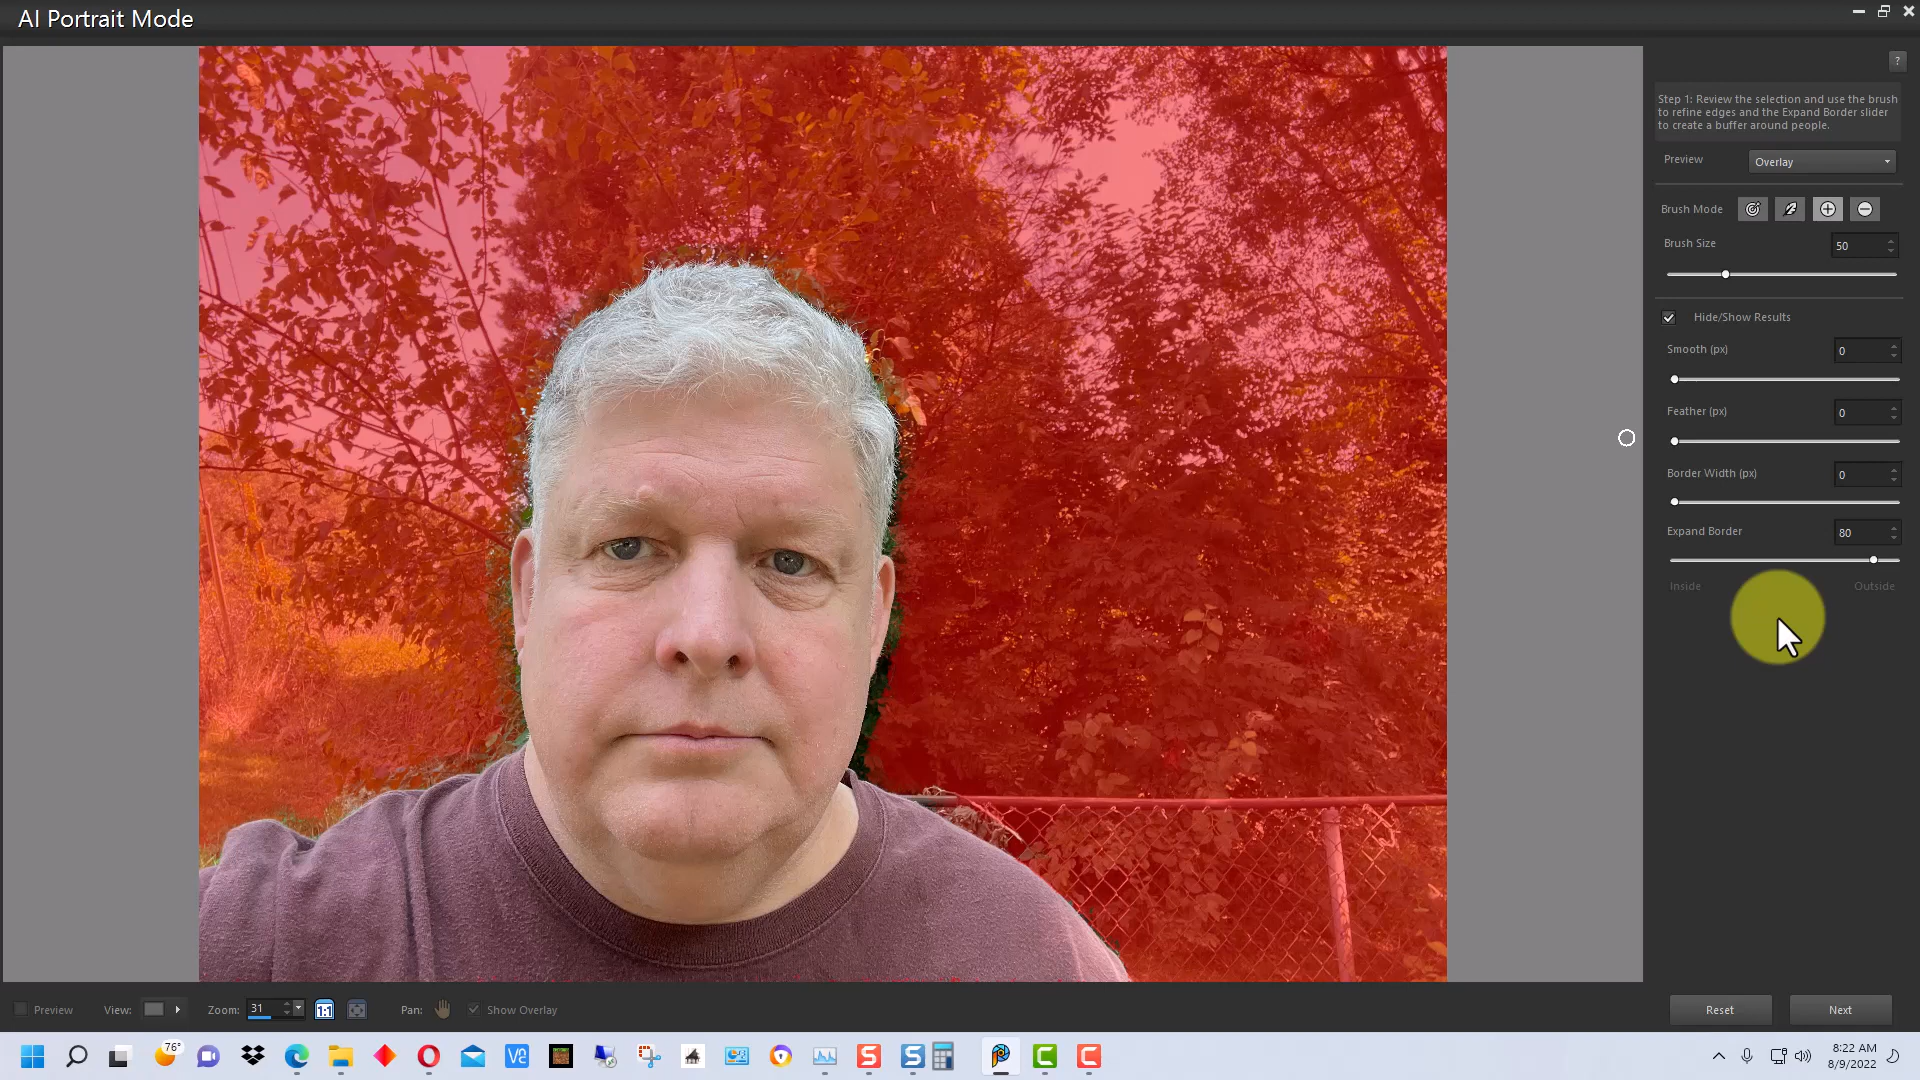 AI Portrait Mode
?
Step 1: Review the selection and use the brush
to refine edges and the Expand Border slider
to create a buffer around people.
Preview
Overlay
Brush Mode
Brush Size
50
Hide/Show Results
Smooth (px)
0
Feather (px)
0
Border Width (px)
0
Expand Border
80
Inside
Outside
Preview
View:
Zoom:
31
1:1
Pan:
Show Overlay
Reset
Next
76°
8:22 AM
8/9/2022